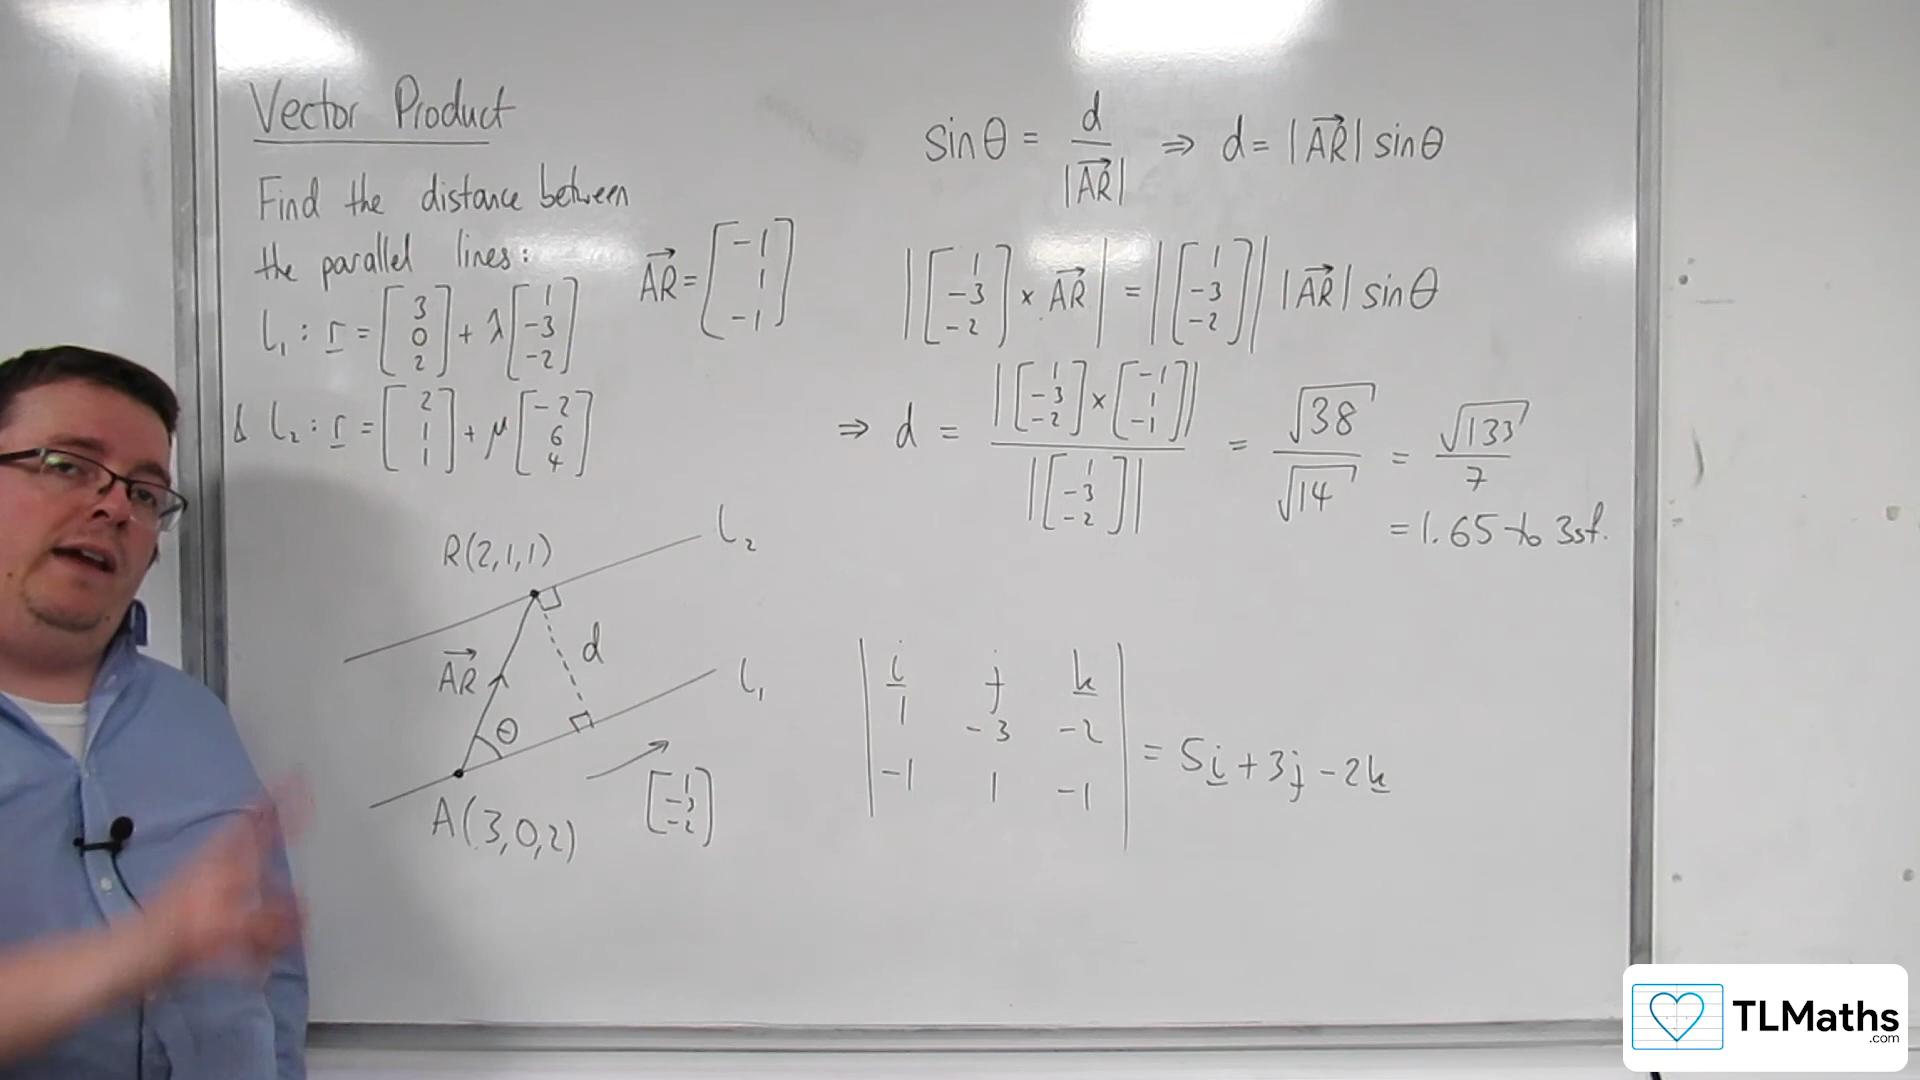 Vector Product
Find the distance between
the parallel lines:
l₁ : r = [3 0 2] + λ [1 -3 -2]
& l₂ : r = [2 1 1] + μ [-2 6 4]
AR = [-1 1 -1]
R(2,1,1)
l₂
AR
d
θ
l₁
A(3,0,2)
[1 -3 -2]
sinθ = d / |AR| ⇒ d = |AR| sinθ
|[1 -3 -2] × AR| = |[1 -3 -2]| |AR| sinθ
⇒ d = |[1 -3 -2] × [-1 1 -1]| / |[1 -3 -2]| = √38 / √14 = √133 / 7
= 1.65 to 3sf.
| i j k |
| 1 -3 -2 |
| -1 1 -1 | = 5i + 3j - 2k
TLMaths
.com